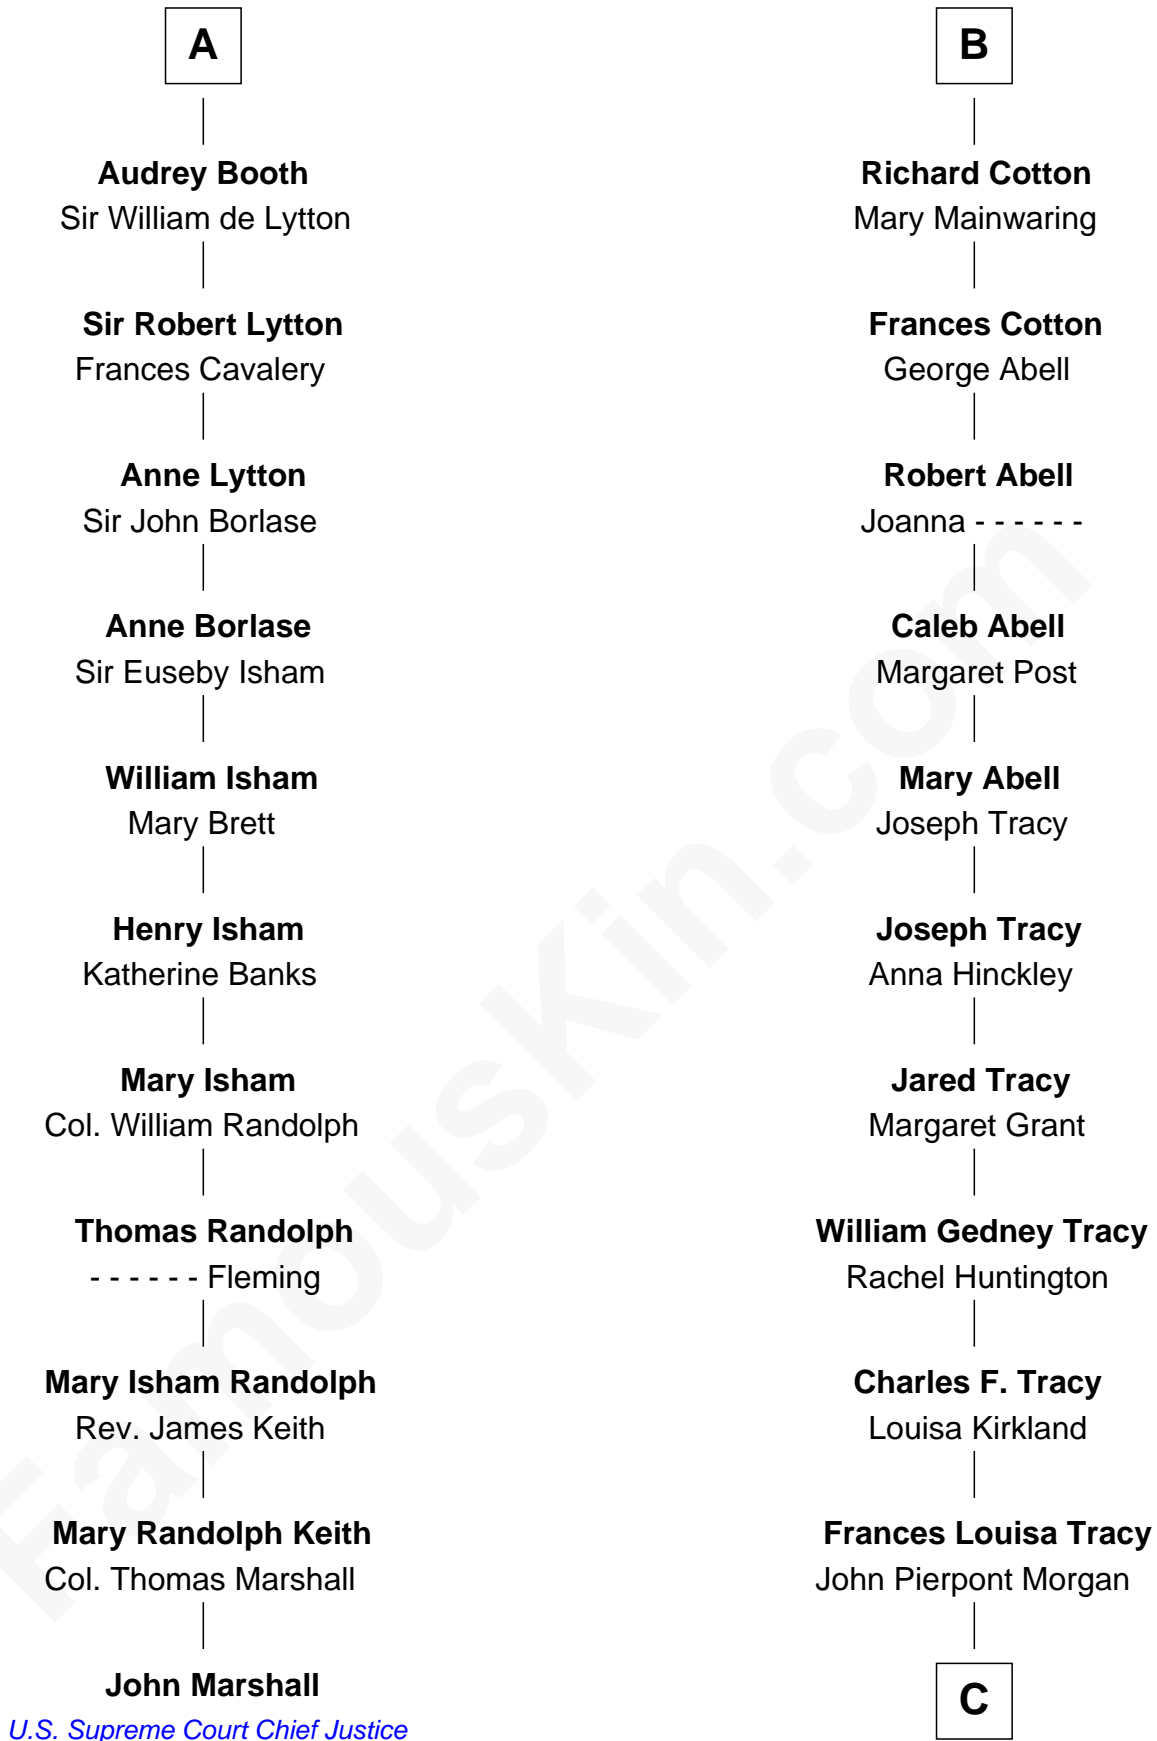 A
Audrey Booth
Sir William de Lytton
Sir Robert Lytton
Frances Cavalery
Anne Lytton
Sir John Borlase
Anne Borlase
Sir Euseby Isham
William Isham
Mary Brett
Henry Isham
Katherine Banks
Mary Isham
Col. William Randolph
Thomas Randolph
- - - - - - Fleming
Mary Isham Randolph
Rev. James Keith
Mary Randolph Keith
Col. Thomas Marshall
John Marshall
U.S. Supreme Court Chief Justice
B
Richard Cotton
Mary Mainwaring
Frances Cotton
George Abell
Robert Abell
Joanna - - - - - -
Caleb Abell
Margaret Post
Mary Abell
Joseph Tracy
Joseph Tracy
Anna Hinckley
Jared Tracy
Margaret Grant
William Gedney Tracy
Rachel Huntington
Charles F. Tracy
Louisa Kirkland
Frances Louisa Tracy
John Pierpont Morgan
C
FamousKin.com